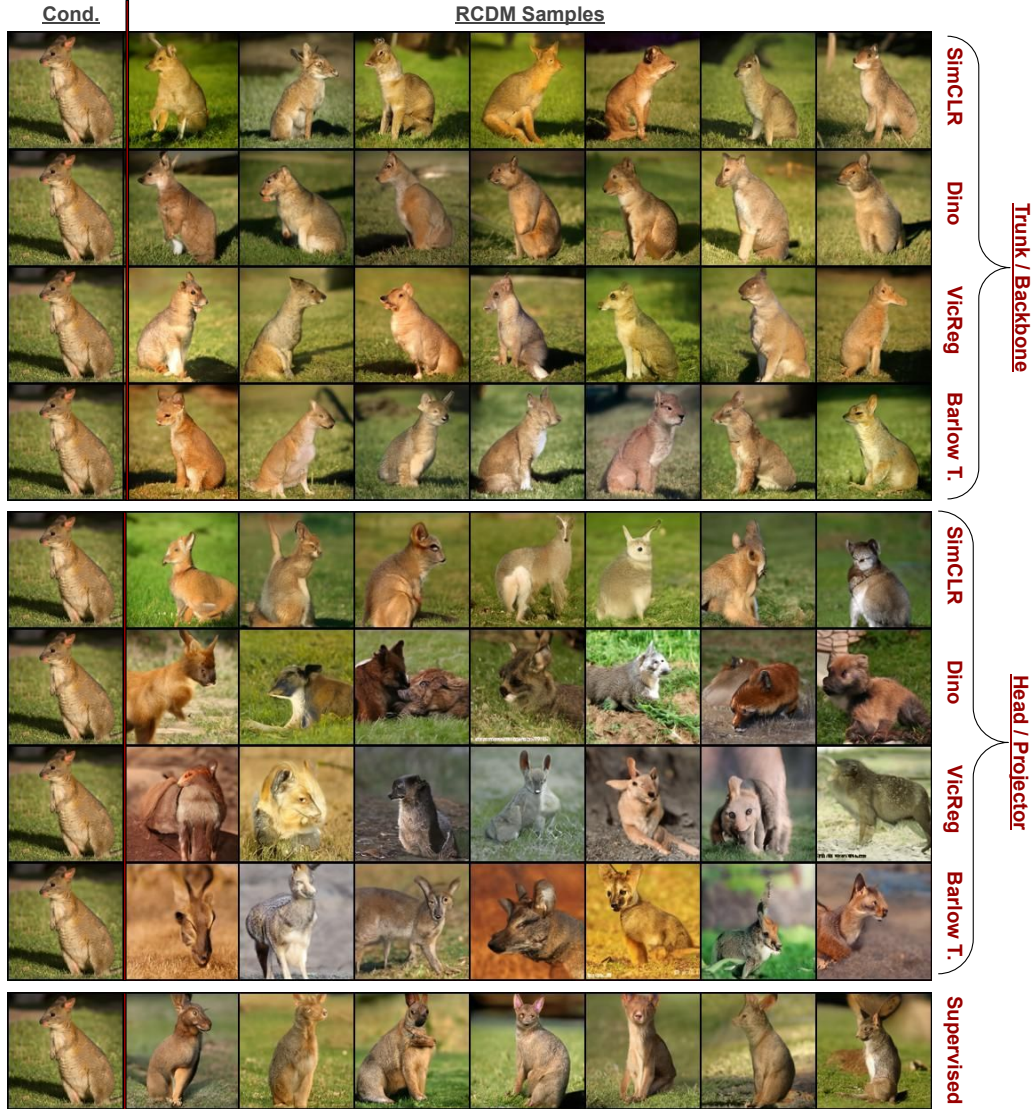 Cond.
RCDM Samples
SimCLR
Dino
VicReg
Barlow T.
Trunk / Backbone
SimCLR
Dino
VicReg
Barlow T.
Head / Projector
Supervised